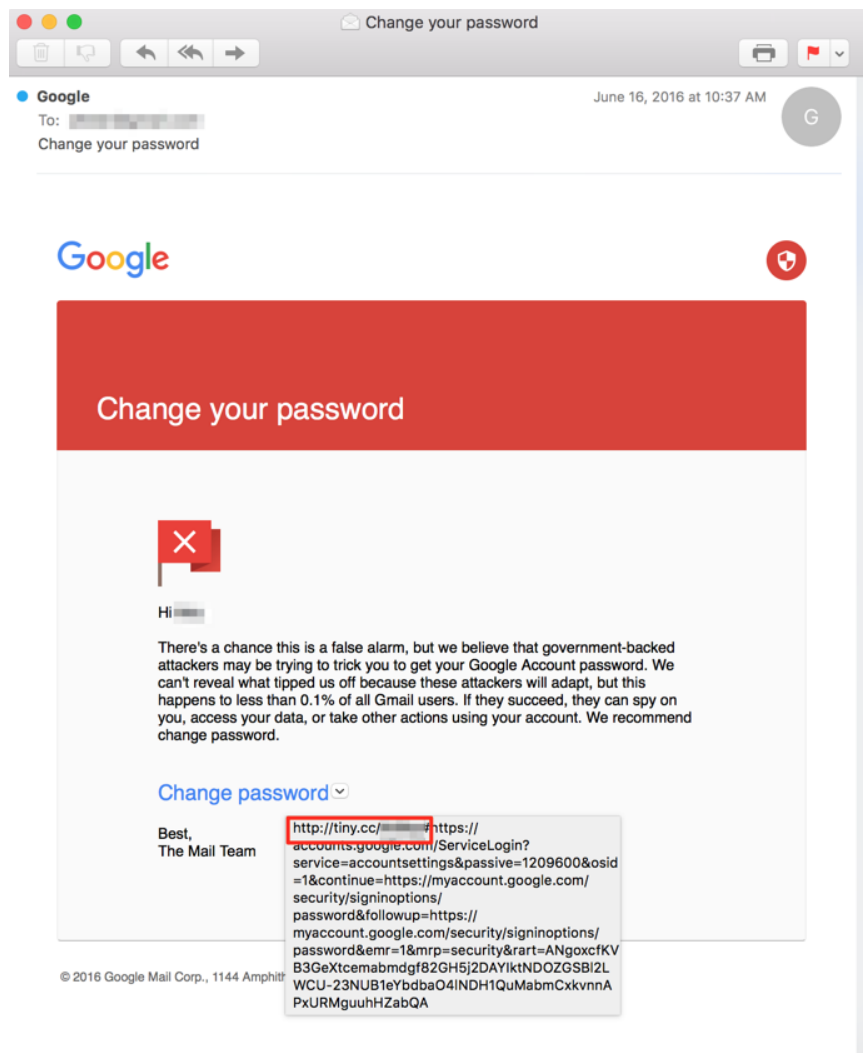 Change your password
Google
June 16, 2016 at 10:37 AM
G
To:
Change your password
Google
Change your password
Hi
There's a chance this is a false alarm, but we believe that government-backed
attackers may be trying to trick you to get your Google Account password. We
can't reveal what tipped us off because these attackers will adapt, but this
happens to less than 0.1% of all Gmail users. If they succeed, they can spy on
you, access your data, or take other actions using your account. We recommend
change password.
Change password
Best,
The Mail Team
http://tiny.cc/ #https://
accounts.google.com/ServiceLogin?
service=accountsettings&passive=1209600&osid
=1&continue=https://myaccount.google.com/
security/signinoptions/
password&followup=https://
myaccount.google.com/security/signinoptions/
password&emr=1&mrp=security&rart=ANgoxcfKV
B3GeXtcemabmdgf82GH5j2DAYIktNDOZGSBl2L
WCU-23NUB1eYbdbaO4lNDH1QuMabmCxkvnnA
PxURMguuhHZabQA
© 2016 Google Mail Corp., 1144 Amphith